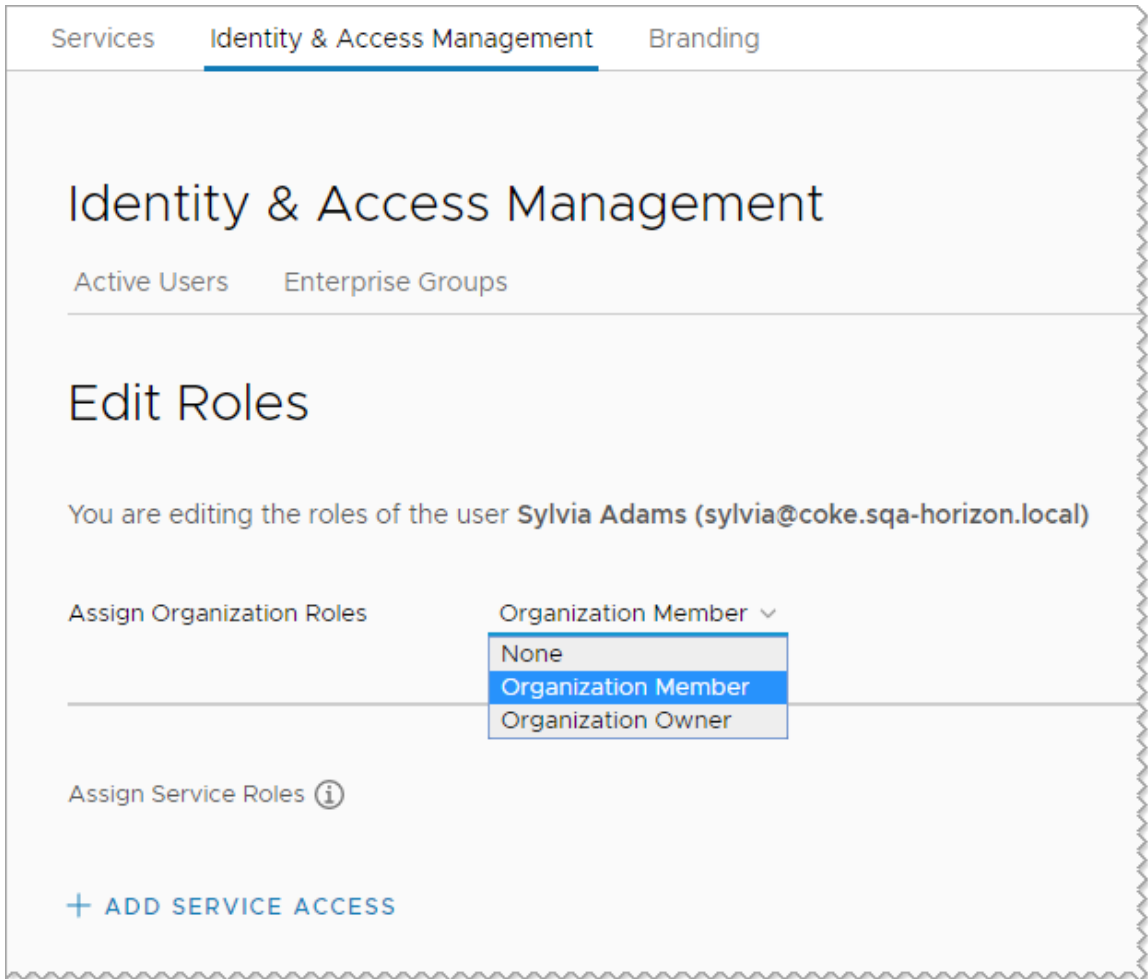 Services Identity & Access Management Branding
Identity & Access Management
Active Users Enterprise Groups
Edit Roles
You are editing the roles of the user Sylvia Adams (sylvia@coke.sqa-horizon.local)
Assign Organization Roles Organization Member
None
Organization Member
Organization Owner
Assign Service Roles
+ ADD SERVICE ACCESS